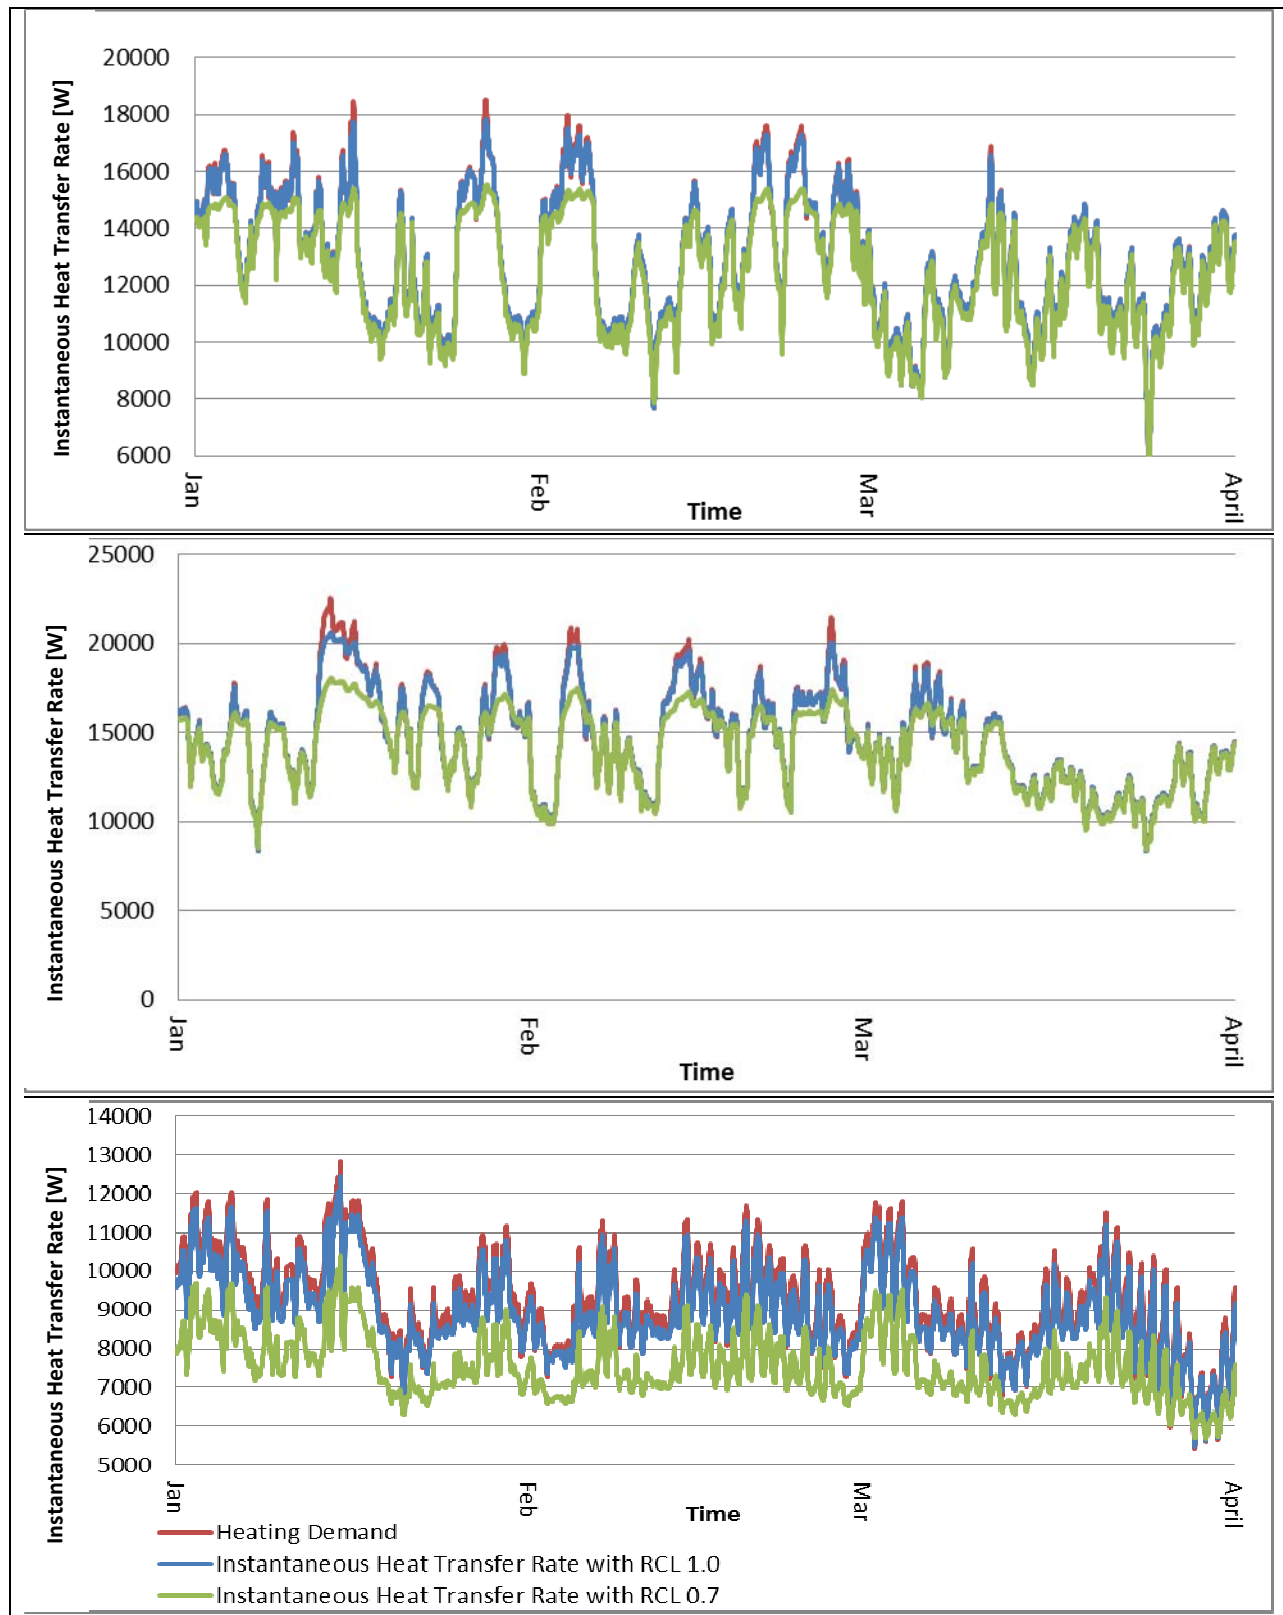 Instantaneous Heat Transfer Rate [W]
20000
18000
16000
14000
12000
10000
8000
6000
Jan
Feb
Mar
April
Time
Instantaneous Heat Transfer Rate [W]
25000
20000
15000
10000
5000
0
Jan
Feb
Mar
April
Time
Instantaneous Heat Transfer Rate [W]
14000
13000
12000
11000
10000
9000
8000
7000
6000
5000
Jan
Feb
Mar
April
Time
Heating Demand
Instantaneous Heat Transfer Rate with RCL 1.0
Instantaneous Heat Transfer Rate with RCL 0.7